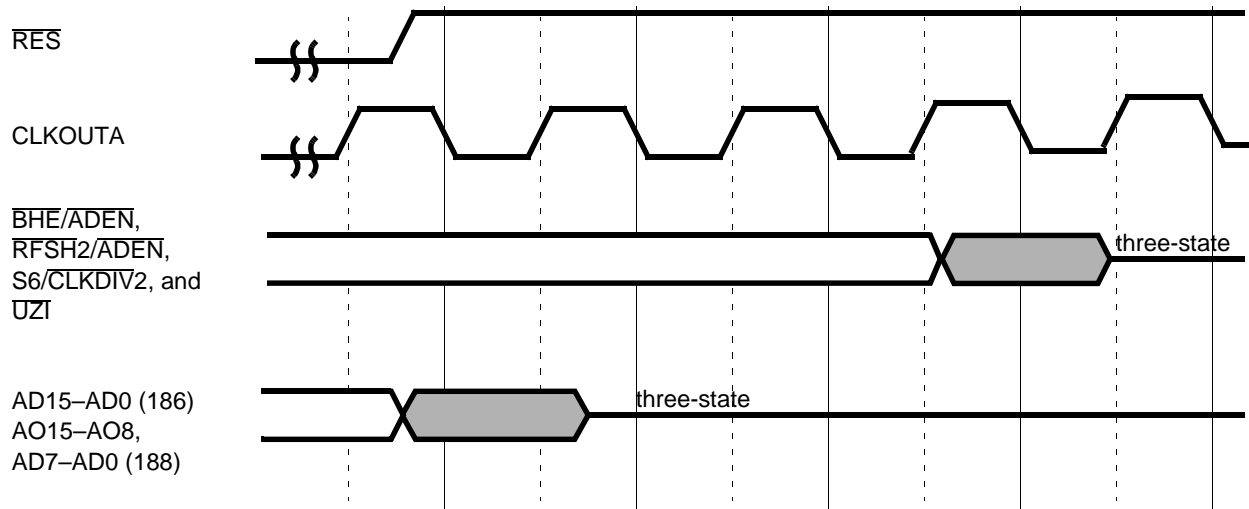 RES
CLKOUTA
BHE/ADEN,
RFSH2/ADEN,
S6/CLKDIV2, and
UZI
three-state
AD15–AD0 (186)
AO15–AO8,
AD7–AD0 (188)
three-state